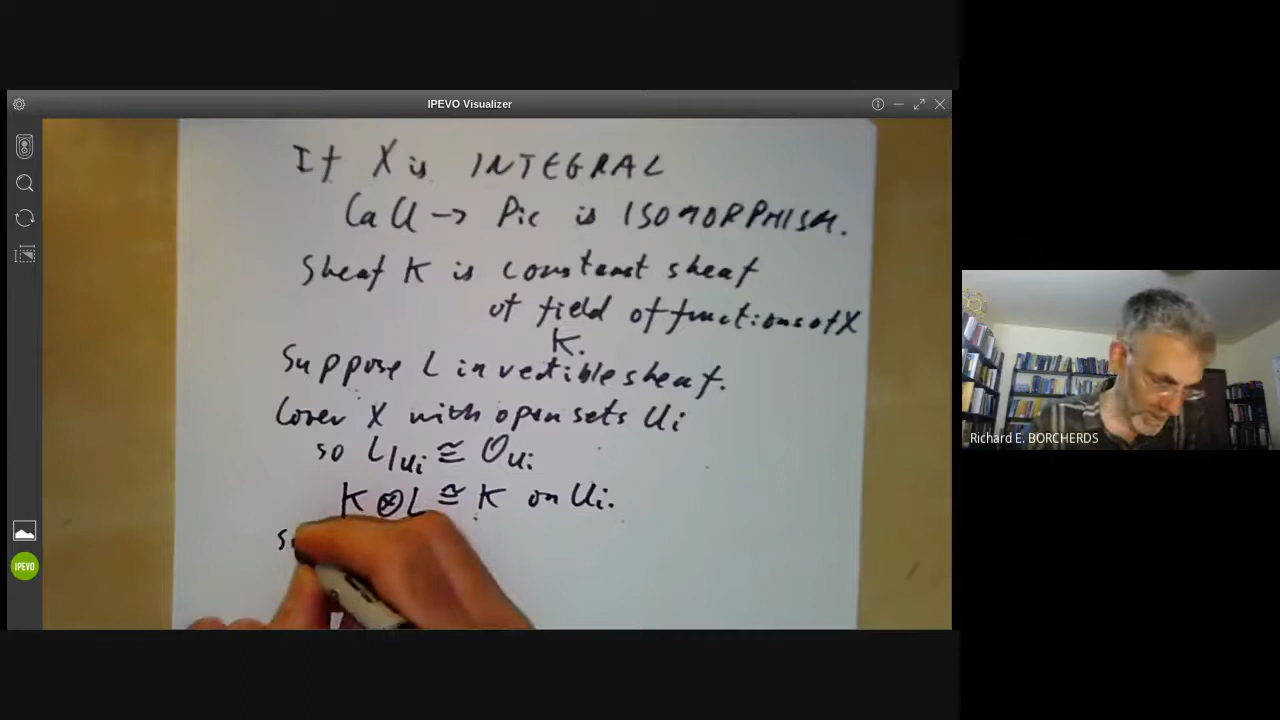 IPEVO Visualizer
If X is INTEGRAL
CaCl → Pic is ISOMORPHISM.
Sheaf K is constant sheaf
of field of functions of X
K.
Suppose L invertible sheaf.
Cover X with open sets Ui
so L|Ui ≅ OUi
K ⊗ L ≅ K on Ui.
so
Richard E. BORCHERDS
IPEVO